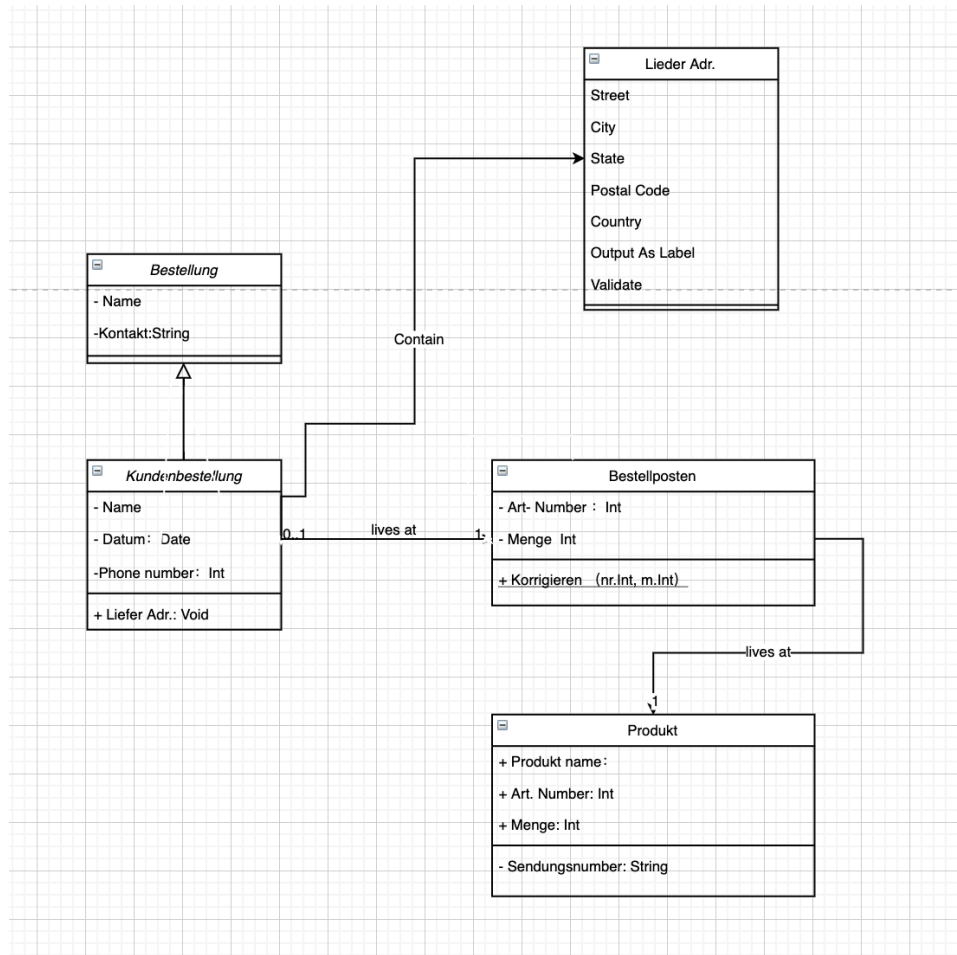 Lieder Adr.
Street
City
State
Postal Code
Country
Output As Label
Validate
Bestellung
- Name
-Kontakt:String
Contain
Kundenbestellung
- Name
- Datum：Date
-Phone number：Int
+ Liefer Adr.: Void
0..1
lives at
1
Bestellposten
- Art- Number：Int
- Menge Int
+ Korrigieren （nr.Int, m.Int）
lives at
1
Produkt
+ Produkt name：
+ Art. Number: Int
+ Menge: Int
- Sendungsnumber: String